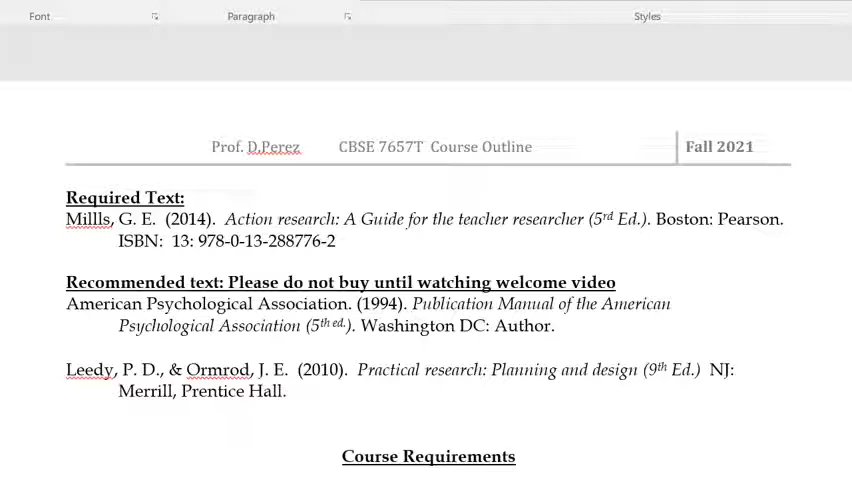 Font Paragraph Styles
Prof. D.Perez CBSE 7657T Course Outline Fall 2021
Required Text:
Millls, G. E. (2014). Action research: A Guide for the teacher researcher (5rd Ed.). Boston: Pearson.
ISBN: 13: 978-0-13-288776-2
Recommended text: Please do not buy until watching welcome video
American Psychological Association. (1994). Publication Manual of the American
Psychological Association (5th ed.). Washington DC: Author.
Leedy, P. D., & Ormrod, J. E. (2010). Practical research: Planning and design (9th Ed.) NJ:
Merrill, Prentice Hall.
Course Requirements